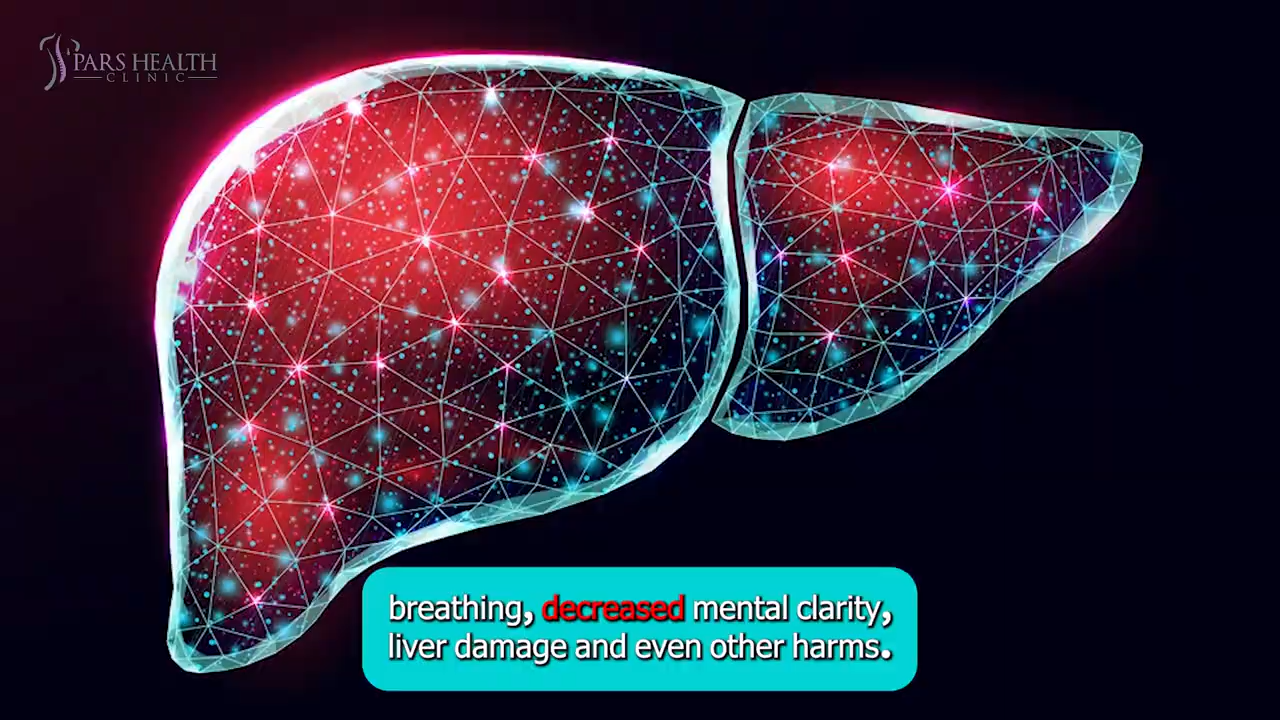 PARS HEALTH
CLINIC
breathing, decreased mental clarity,
liver damage and even other harms.